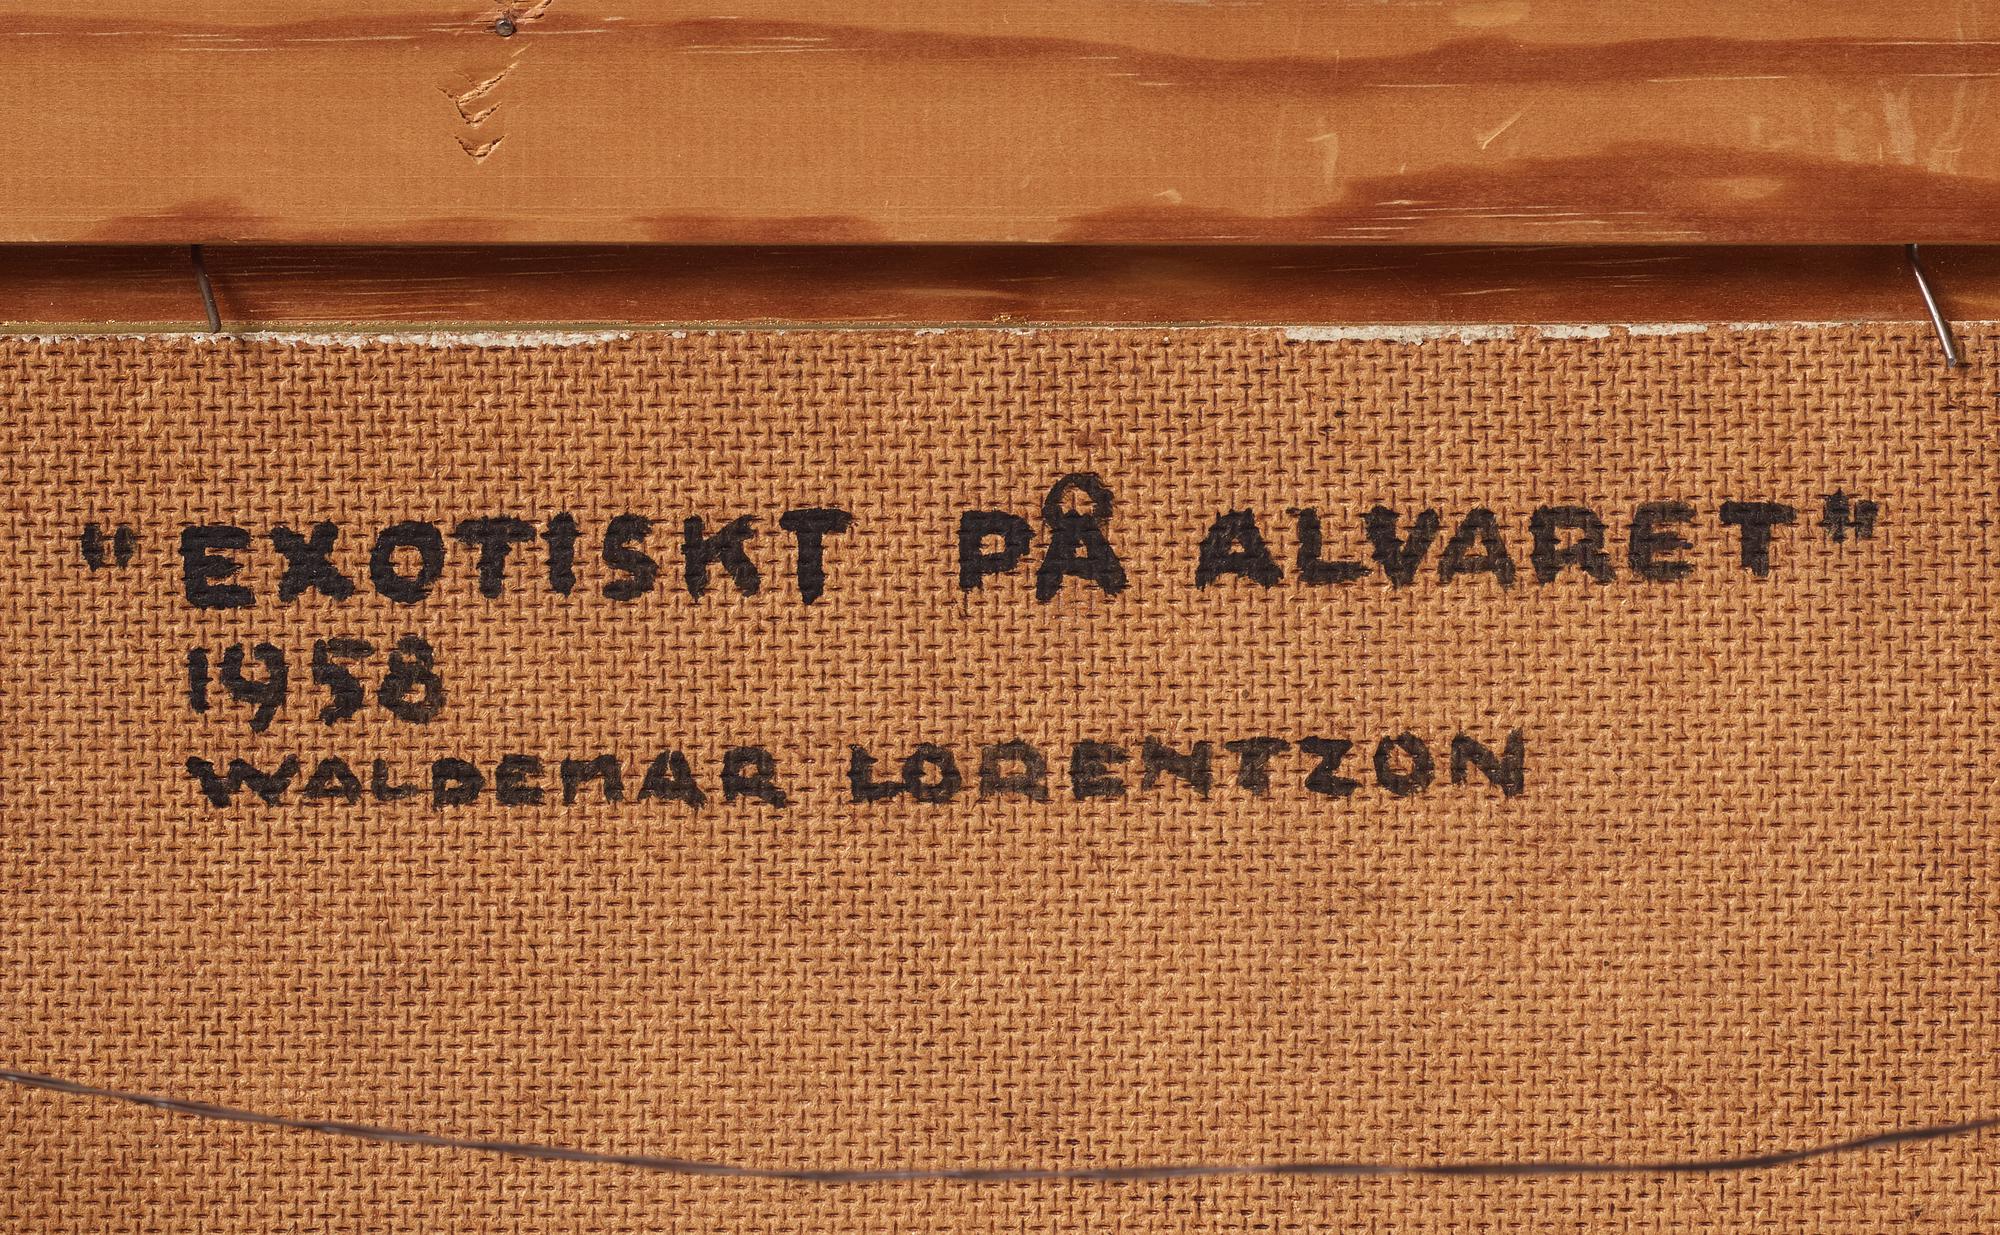 "EXOTISKT PÅ ALVARET"
1958
WALDEMAR LORENTZON